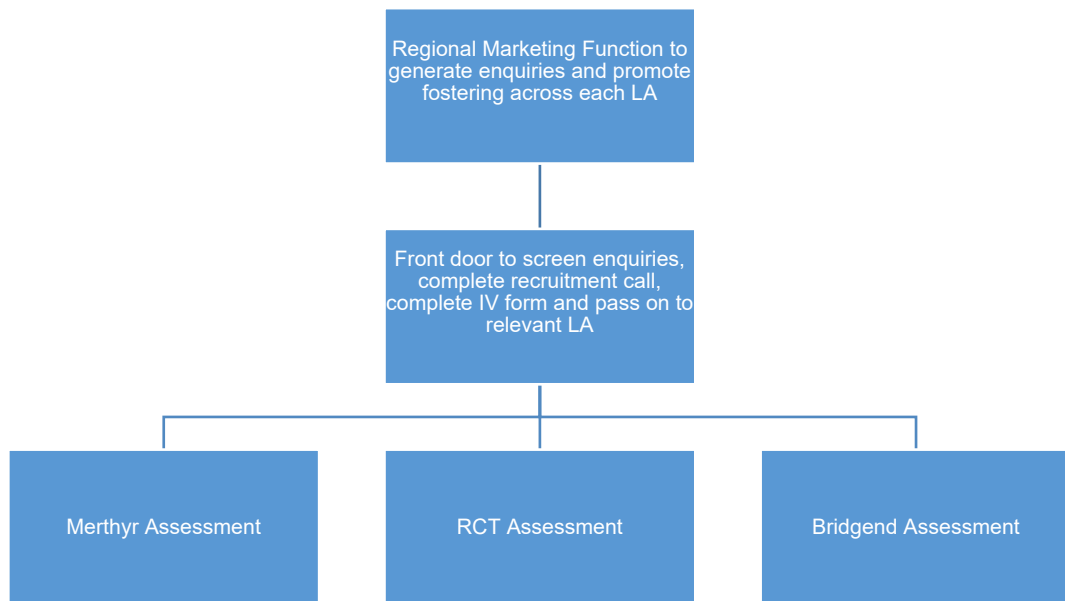 Regional Marketing Function to
generate enquiries and promote
fostering across each LA
Front door to screen enquiries,
complete recruitment call,
complete IV form and pass on to
relevant LA
Merthyr Assessment
RCT Assessment
Bridgend Assessment